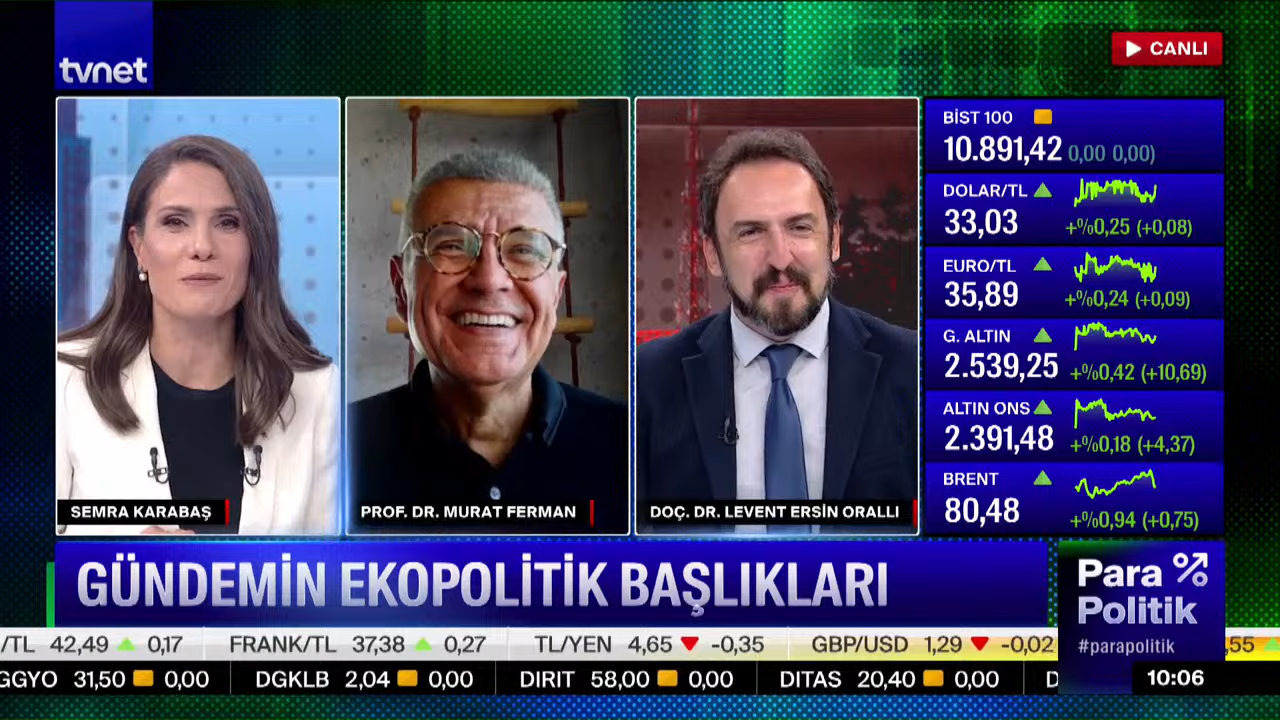 tvnet
CANLI
BİST 100
10.891,42 0,00 0,00)
DOLAR/TL
33,03 +%0,25 (+0,08)
EURO/TL
35,89 +%0,24 (+0,09)
G. ALTIN
2.539,25 +%0,42 (+10,69)
ALTIN ONS
2.391,48 +%0,18 (+4,37)
BRENT
80,48 +%0,94 (+0,75)
SEMRA KARABAŞ
PROF. DR. MURAT FERMAN
DOÇ. DR. LEVENT ERSİN ORALLI
GÜNDEMİN EKOPOLİTİK BAŞLIKLARI
Para
Politik
#parapolitik
/TL 42,49 0,17 FRANK/TL 37,38 0,27 TL/YEN 4,65 -0,35 GBP/USD 1,29 -0,02 ,55
GGYO 31,50 0,00 DGKLB 2,04 0,00 DIRIT 58,00 0,00 DITAS 20,40 0,00 D
10:06